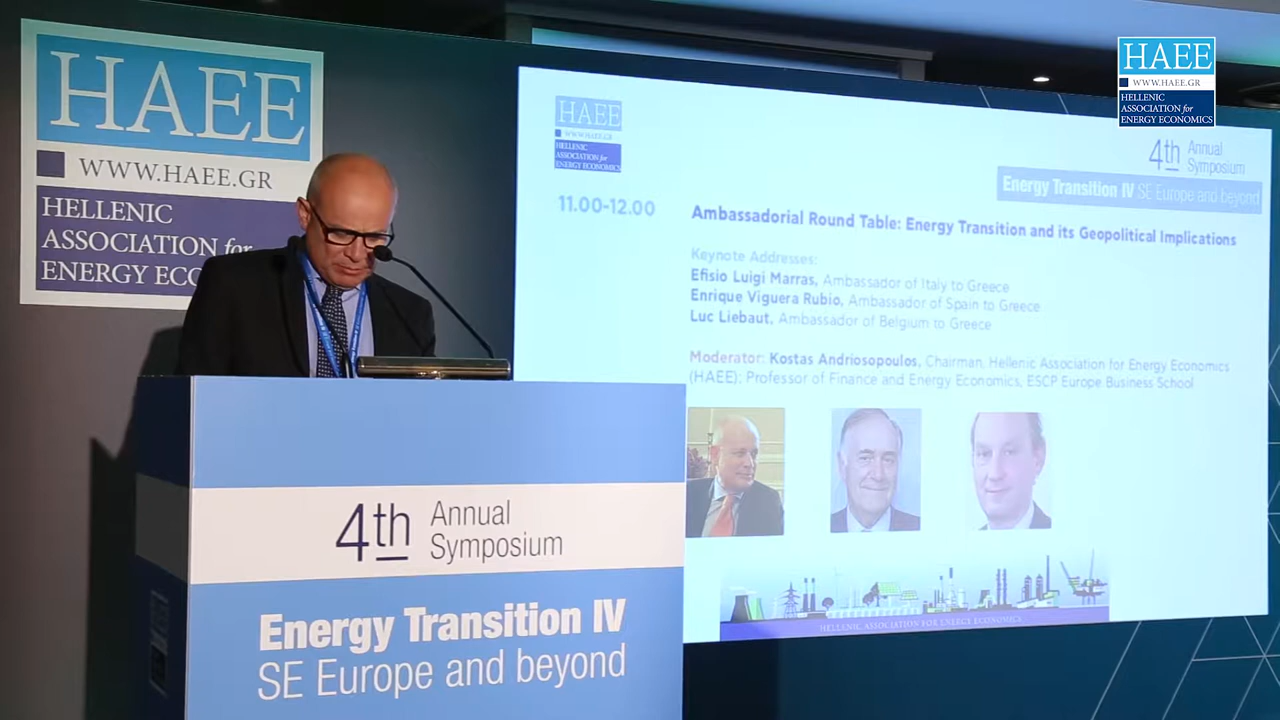 HAEE
WWW.HAEE.GR
HELLENIC
ASSOCIATION for
ENERGY ECO
HAEE
WWW.HAEE.GR
HELLENIC
ASSOCIATION for
ENERGY ECONOMICS
4th Annual
Symposium
Energy Transition IV SE Europe and beyond
11.00-12.00
Ambassadorial Round Table: Energy Transition and its Geopolitical Implications
Keynote Addresses:
Efisio Luigi Marras, Ambassador of Italy to Greece
Enrique Viguera Rubio, Ambassador of Spain to Greece
Luc Liebaut, Ambassador of Belgium to Greece
Moderator: Kostas Andriosopoulos, Chairman, Hellenic Association for Energy Economics
(HAEE); Professor of Finance and Energy Economics, ESCP Europe Business School
HELLENIC ASSOCIATION FOR ENERGY ECONOMICS
HAEE
WWW.HAEE.GR
HELLENIC
ASSOCIATION for
ENERGY ECONOMICS
4th Annual
Symposium
Energy Transition IV
SE Europe and beyond